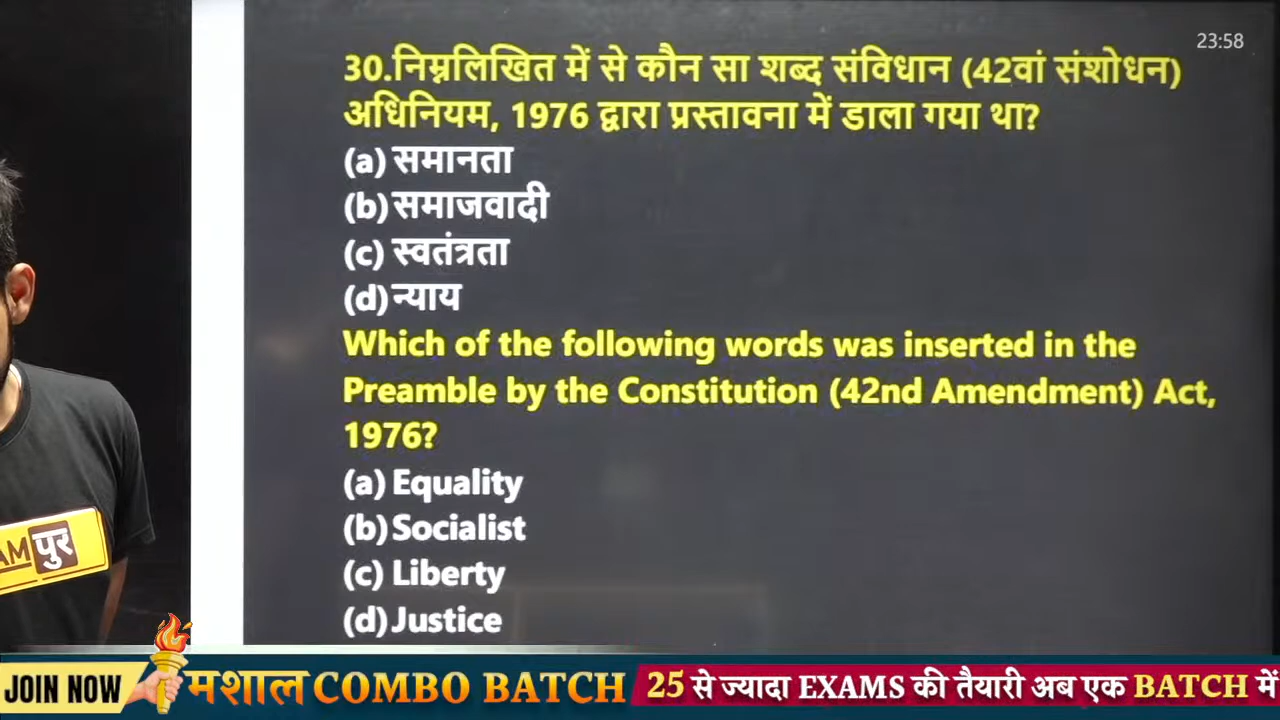 23:58
30.निम्नलिखित में से कौन सा शब्द संविधान (42वां संशोधन)
अधिनियम, 1976 द्वारा प्रस्तावना में डाला गया था?
(a) समानता
(b) समाजवादी
(c) स्वतंत्रता
(d) न्याय
Which of the following words was inserted in the
Preamble by the Constitution (42nd Amendment) Act,
1976?
(a) Equality
(b) Socialist
(c) Liberty
(d) Justice
AMपुर
JOIN NOW मशाल COMBO BATCH 25 से ज्यादा EXAMS की तैयारी अब एक BATCH में